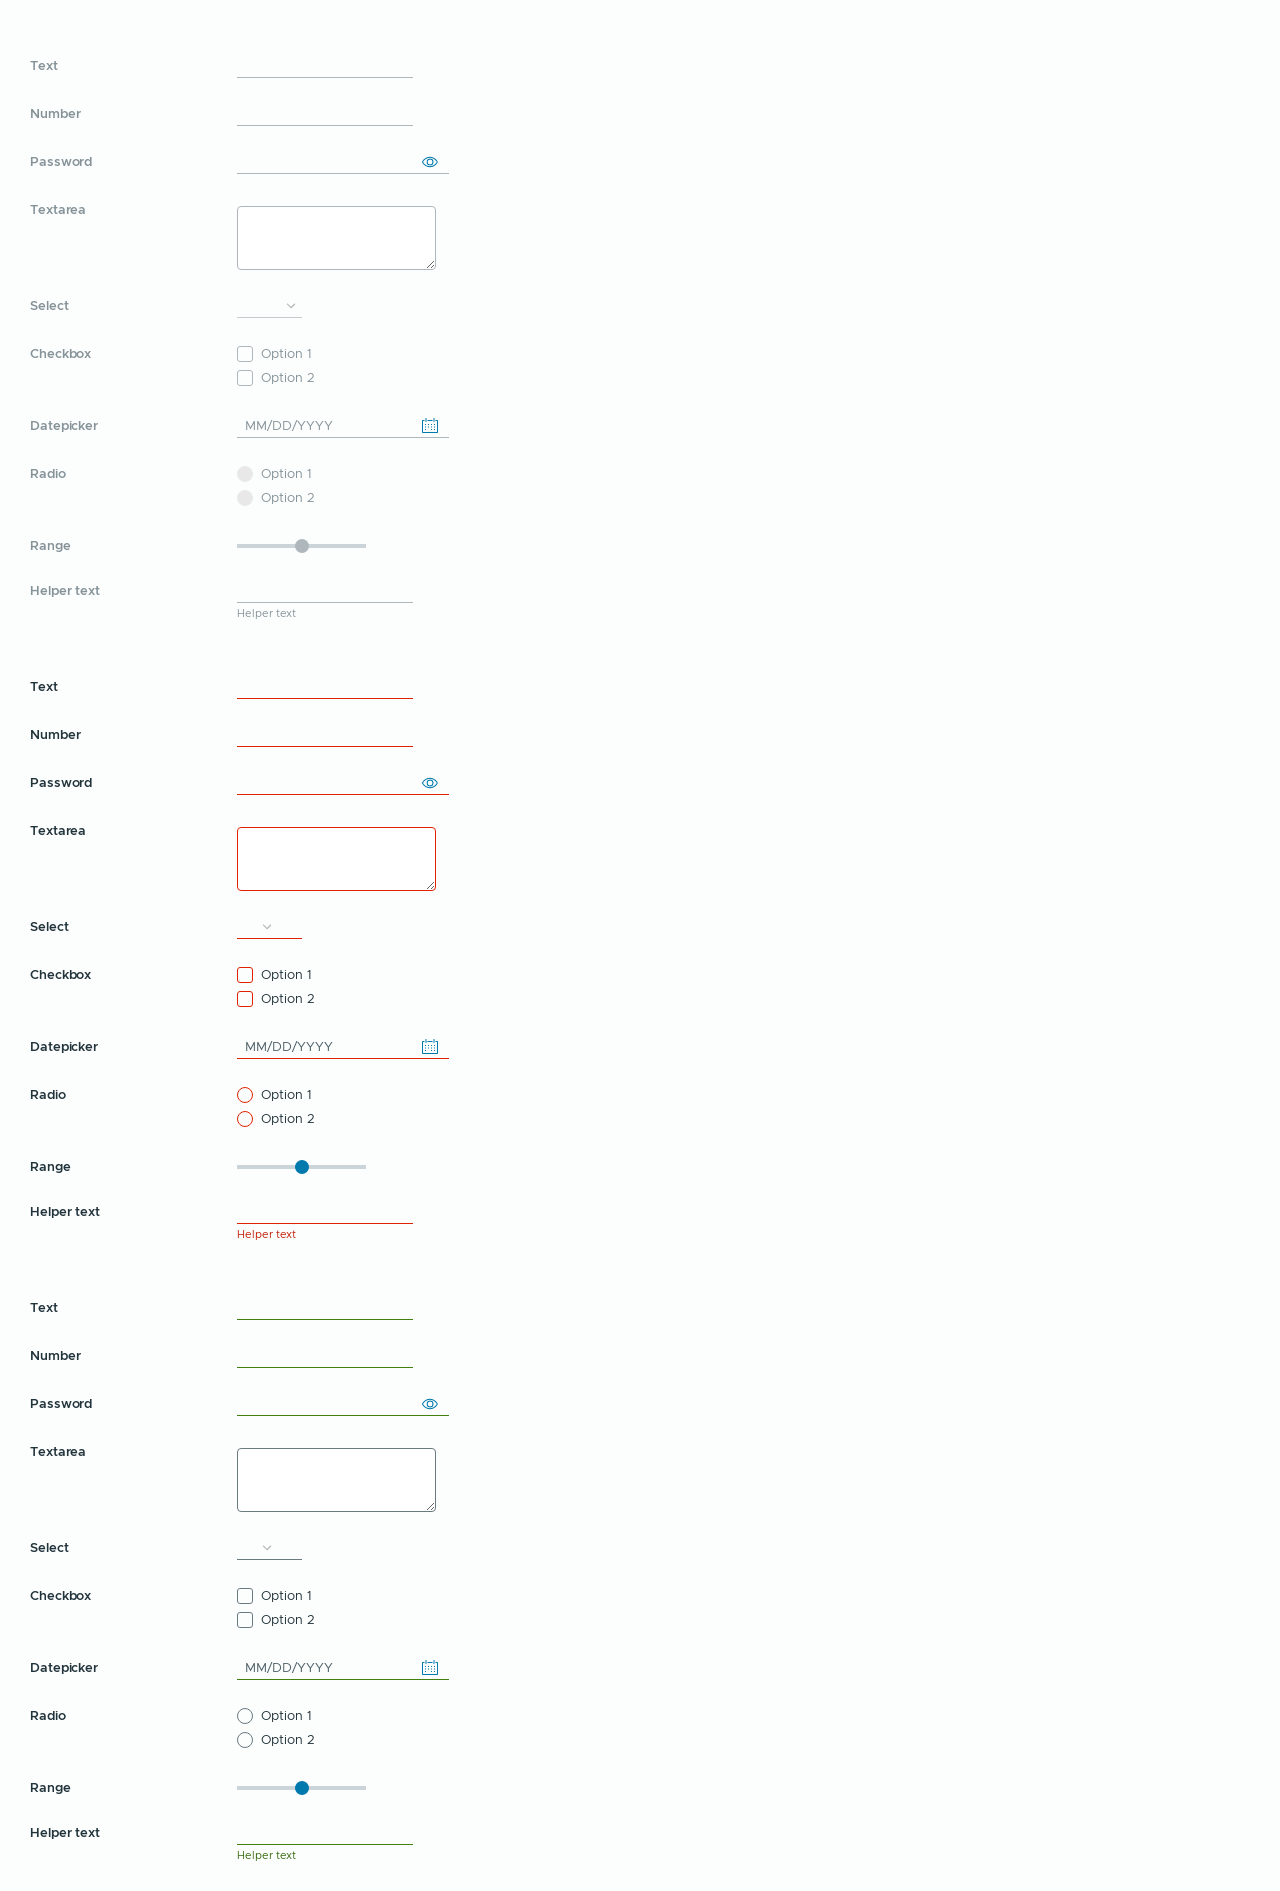 Text
Number
Password
Textarea
Select
Checkbox
Option 1
Option 2
Datepicker
MM/DD/YYYY
Radio
Option 1
Option 2
Range
Helper text
Helper text
Text
Number
Password
Textarea
Select
Checkbox
Option 1
Option 2
Datepicker
MM/DD/YYYY
Radio
Option 1
Option 2
Range
Helper text
Helper text
Text
Number
Password
Textarea
Select
Checkbox
Option 1
Option 2
Datepicker
MM/DD/YYYY
Radio
Option 1
Option 2
Range
Helper text
Helper text